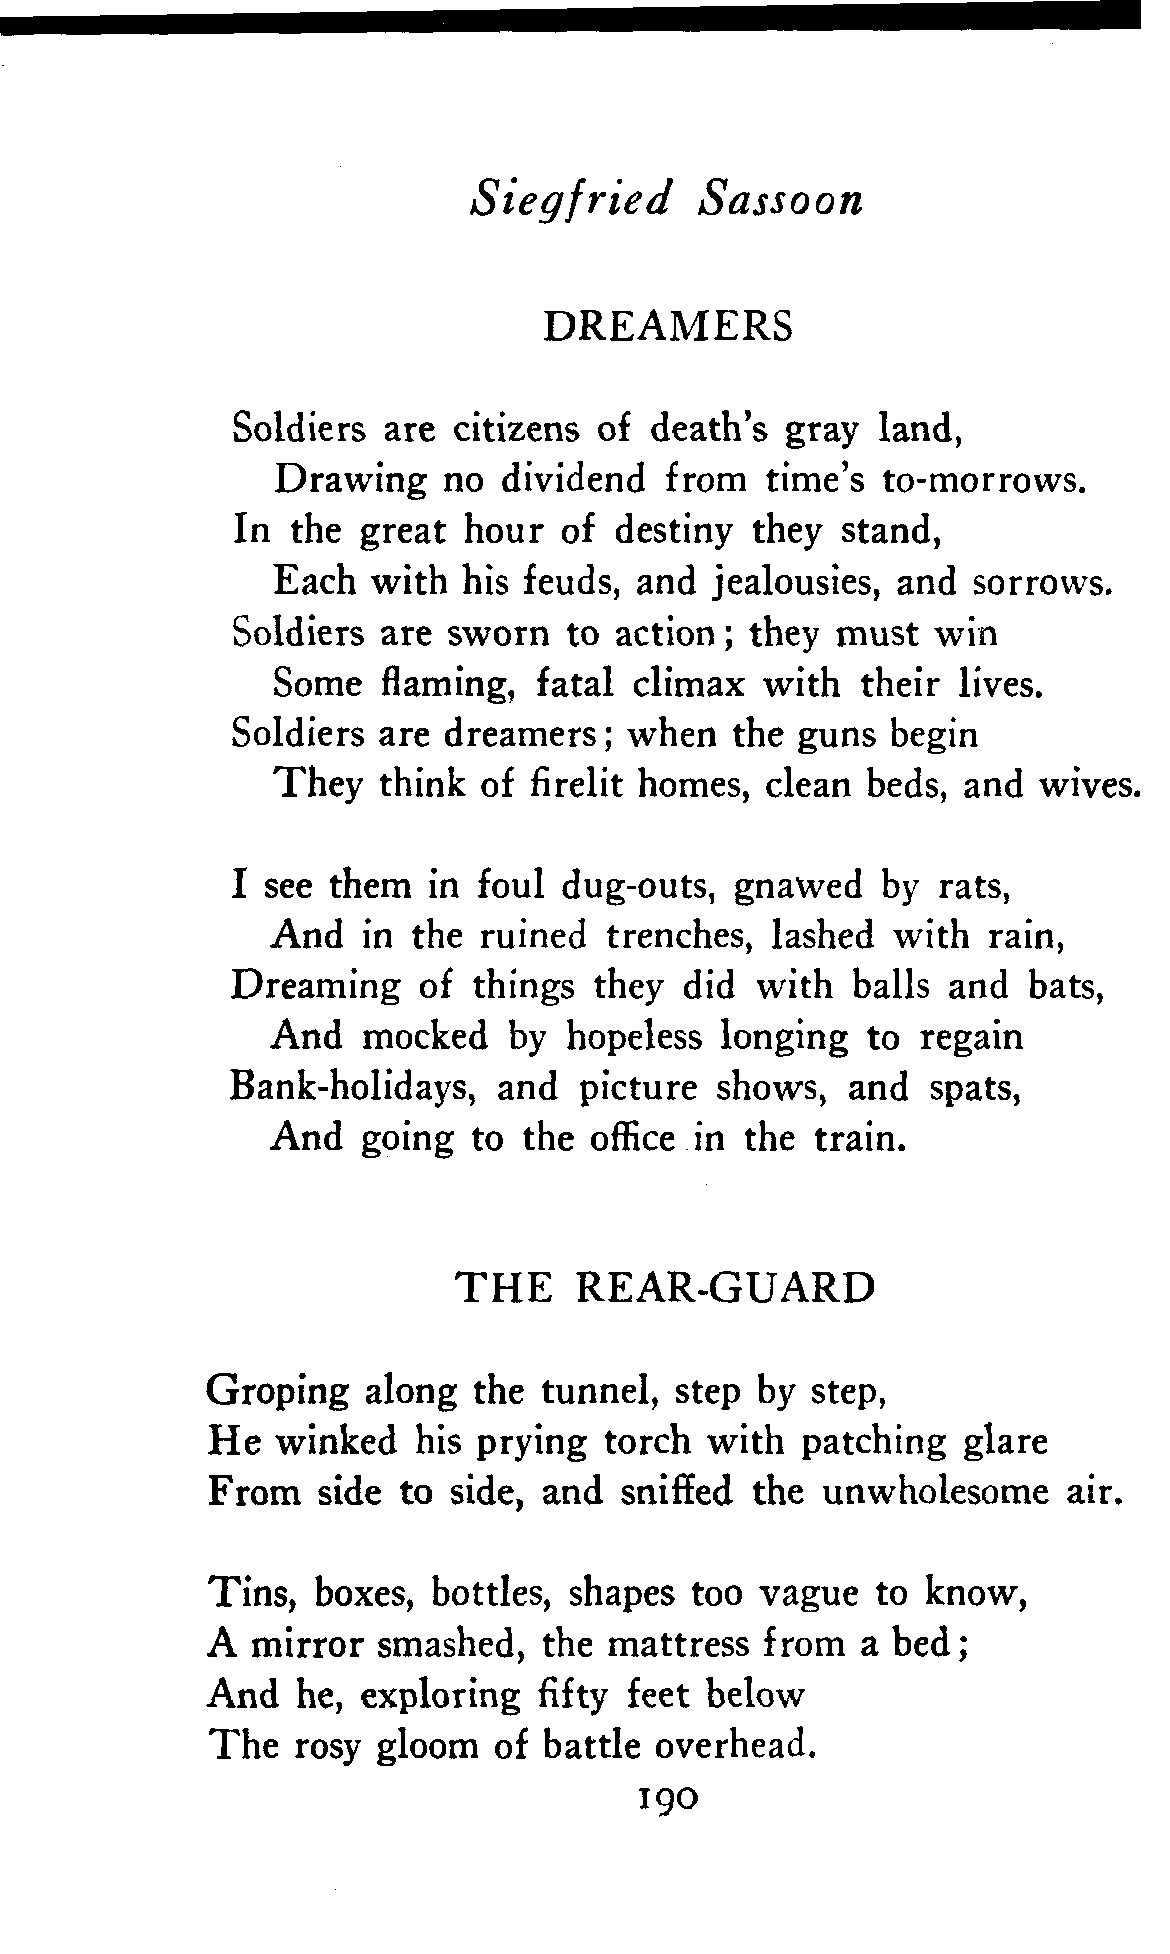 Siegfried Sassoon
DREAMERS
Soldiers are citizens of death's gray land,
Drawing no dividend from time's to-morrows.
In the great hour of destiny they stand,
Each with his feuds, and jealousies, and sorrows.
Soldiers are sworn to action; they must win
Some flaming, fatal climax with their lives.
Soldiers are dreamers; when the guns begin
They think of firelit homes, clean beds, and wives.
I see them in foul dug-outs, gnawed by rats,
And in the ruined trenches, lashed with rain,
Dreaming of things they did with balls and bats,
And mocked by hopeless longing to regain
Bank-holidays, and picture shows, and spats,
And going to the office in the train.
THE REAR-GUARD
Groping along the tunnel, step by step,
He winked his prying torch with patching glare
From side to side, and sniffed the unwholesome air.
Tins, boxes, bottles, shapes too vague to know,
A mirror smashed, the mattress from a bed;
And he, exploring fifty feet below
The rosy gloom of battle overhead.
190